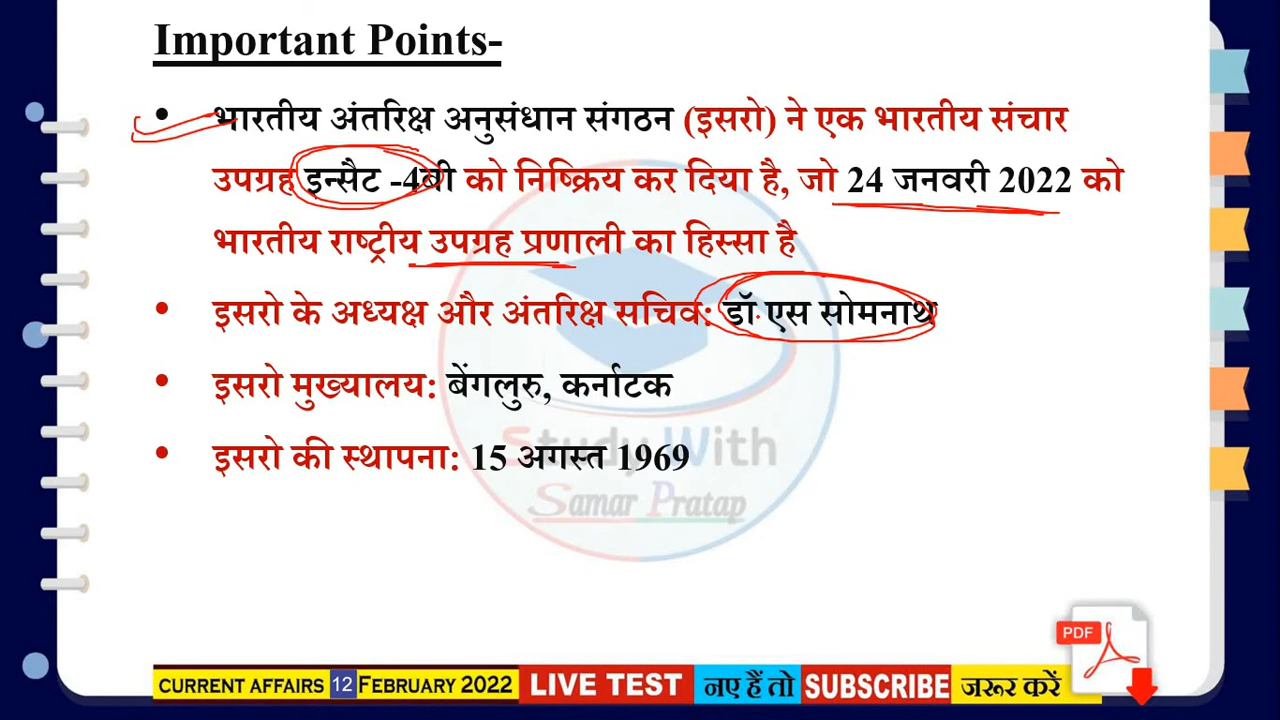 Important Points-
• भारतीय अंतरिक्ष अनुसंधान संगठन (इसरो) ने एक भारतीय संचार
उपग्रह इन्सैट -4बी को निष्क्रिय कर दिया है, जो 24 जनवरी 2022 को
भारतीय राष्ट्रीय उपग्रह प्रणाली का हिस्सा है
• इसरो के अध्यक्ष और अंतरिक्ष सचिव: डॉ एस सोमनाथ
• इसरो मुख्यालय: बेंगलुरु, कर्नाटक
• इसरो की स्थापना: 15 अगस्त 1969
Study With
Samar Pratap
PDF
CURRENT AFFAIRS 12 FEBRUARY 2022 LIVE TEST नए हैं तो SUBSCRIBE जरूर करें